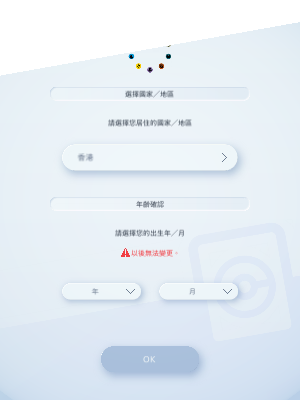 選擇國家／地區
請選擇您居住的國家／地區
香港
年齡確認
請選擇您的出生年／月
以後無法變更。
年
月
OK